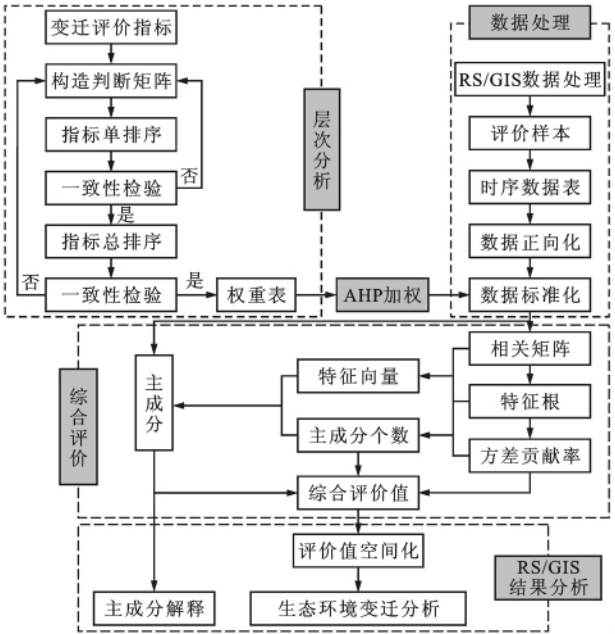 变迁评价指标
构造判断矩阵
指标单排序
一致性检验
否
是
指标总排序
否
一致性检验
是
权重表
层次分析
AHP加权
数据处理
RS/GIS数据处理
评价样本
时序数据表
数据正向化
数据标准化
综合评价
主成分
特征向量
主成分个数
相关矩阵
特征根
方差贡献率
综合评价值
评价值空间化
RS/GIS
结果分析
主成分解释
生态环境变迁分析